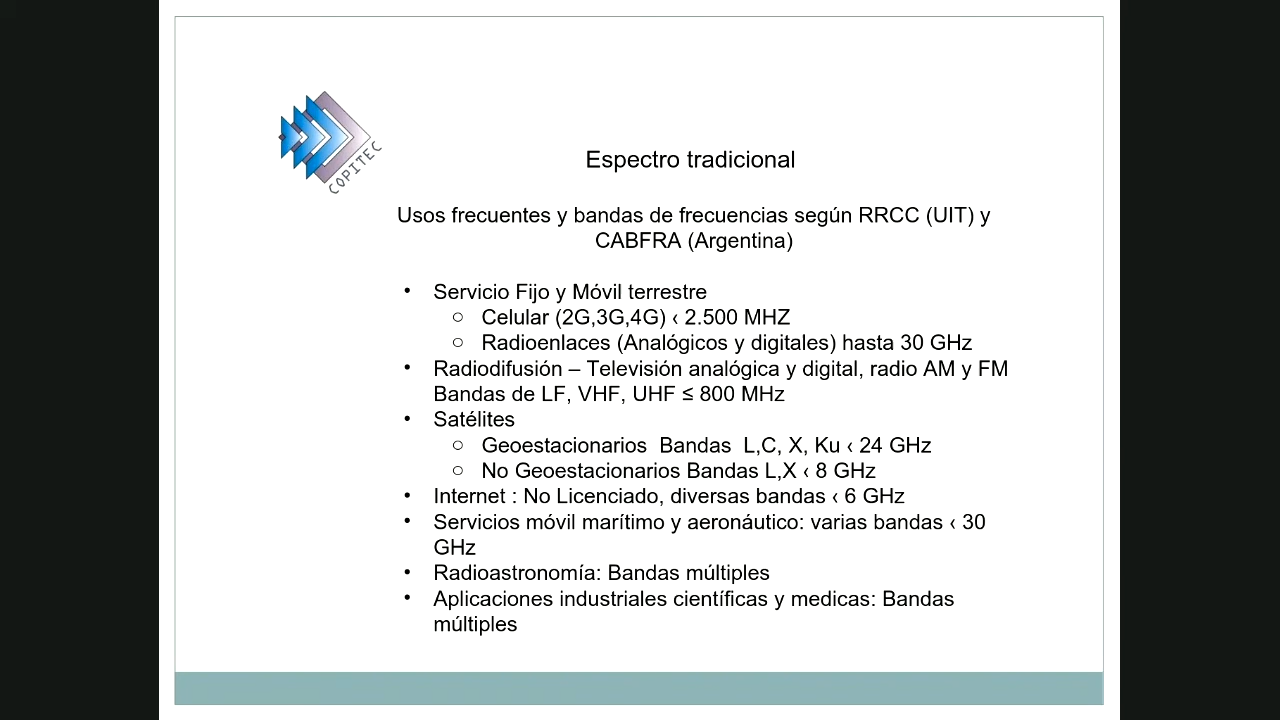 COPITEC
Espectro tradicional
Usos frecuentes y bandas de frecuencias según RRCC (UIT) y
CABFRA (Argentina)
• Servicio Fijo y Móvil terrestre
○ Celular (2G,3G,4G) ‹ 2.500 MHZ
○ Radioenlaces (Analógicos y digitales) hasta 30 GHz
• Radiodifusión – Televisión analógica y digital, radio AM y FM
Bandas de LF, VHF, UHF ≤ 800 MHz
• Satélites
○ Geoestacionarios  Bandas  L,C, X, Ku ‹ 24 GHz
○ No Geoestacionarios Bandas L,X ‹ 8 GHz
• Internet : No Licenciado, diversas bandas ‹ 6 GHz
• Servicios móvil marítimo y aeronáutico: varias bandas ‹ 30
GHz
• Radioastronomía: Bandas múltiples
• Aplicaciones industriales científicas y medicas: Bandas
múltiples